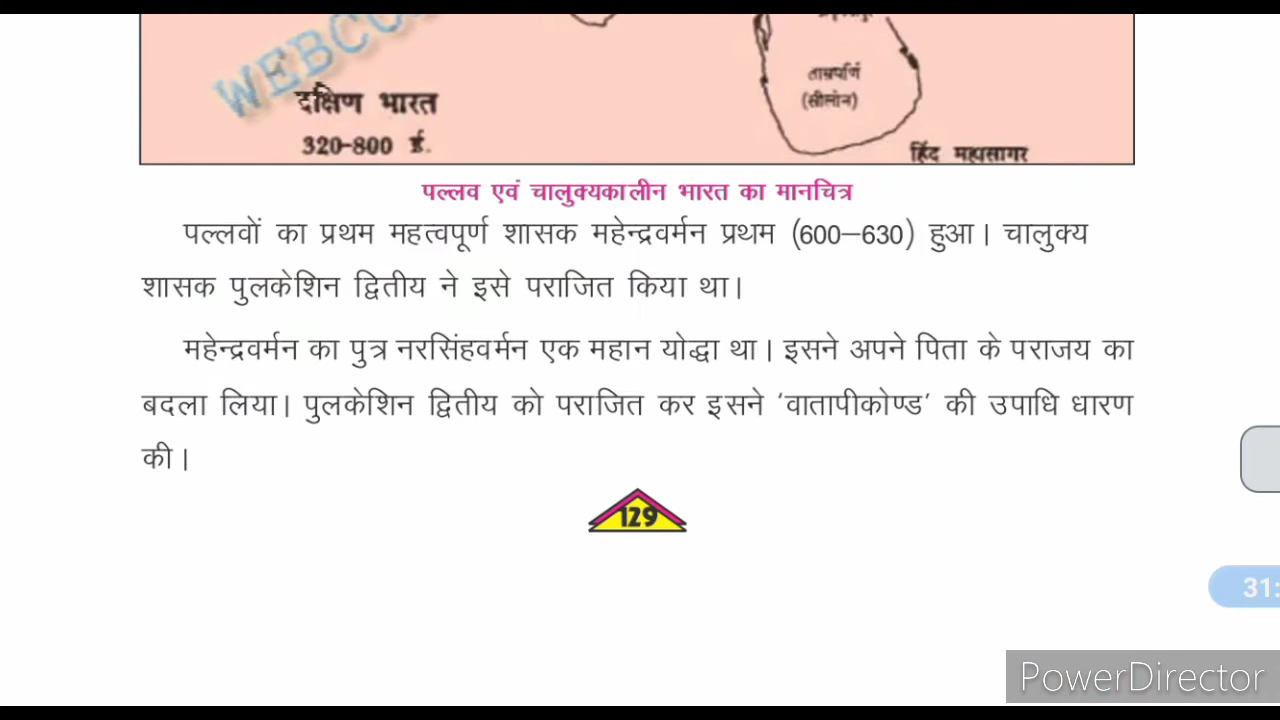 WEBCO
ताम्रपर्णि
(सीलोन)
दक्षिण भारत
320-800 ई.
हिंद महासागर
पल्लव एवं चालुक्यकालीन भारत का मानचित्र
पल्लवों का प्रथम महत्वपूर्ण शासक महेन्द्रवर्मन प्रथम (600–630) हुआ। चालुक्य
शासक पुलकेशिन द्वितीय ने इसे पराजित किया था।
महेन्द्रवर्मन का पुत्र नरसिंहवर्मन एक महान योद्धा था। इसने अपने पिता के पराजय का
बदला लिया। पुलकेशिन द्वितीय को पराजित कर इसने ‘वातापीकोण्ड’ की उपाधि धारण
की।
129
31:
PowerDirector